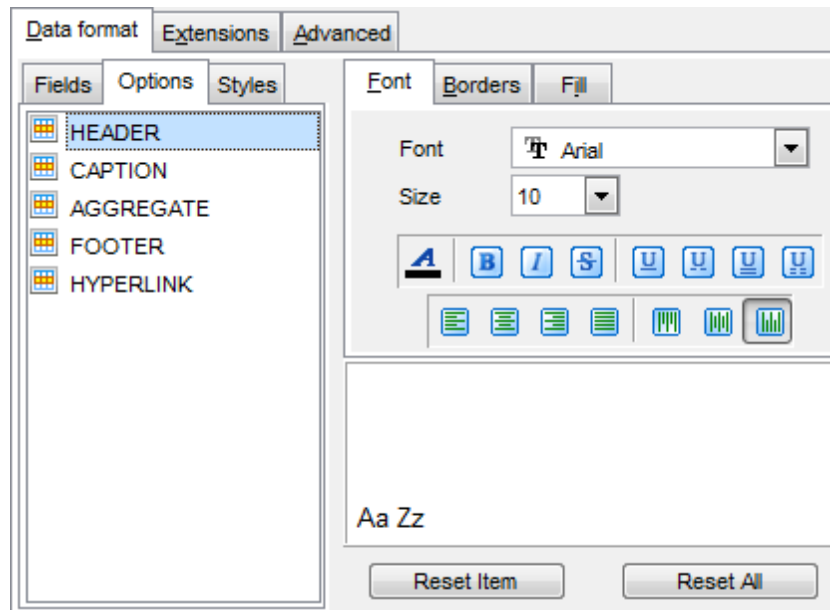 Data format Extensions Advanced
Fields Options Styles
Font Borders Fill
HEADER
CAPTION
AGGREGATE
FOOTER
HYPERLINK
Font Arial
Size 10
A B I S U U U U
Aa Zz
Reset Item Reset All